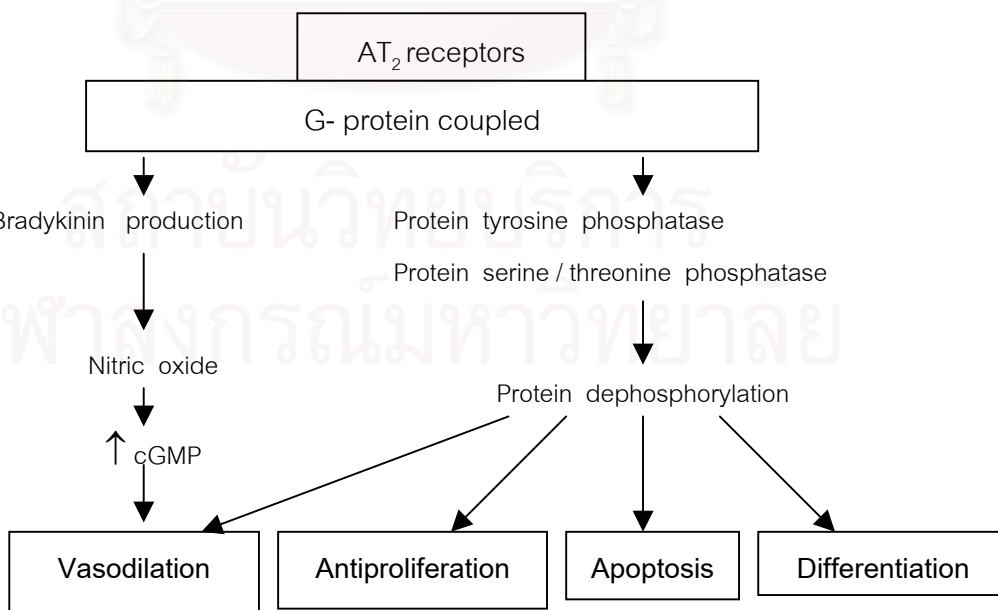 AT₂ receptors
G- protein coupled
Bradykinin production
Protein tyrosine phosphatase
Protein serine / threonine phosphatase
Nitric oxide
Protein dephosphorylation
↑ cGMP
Vasodilation
Antiproliferation
Apoptosis
Differentiation
สถาบันวิทยบริการ
จุฬาลงกรณ์มหาวิทยาลัย